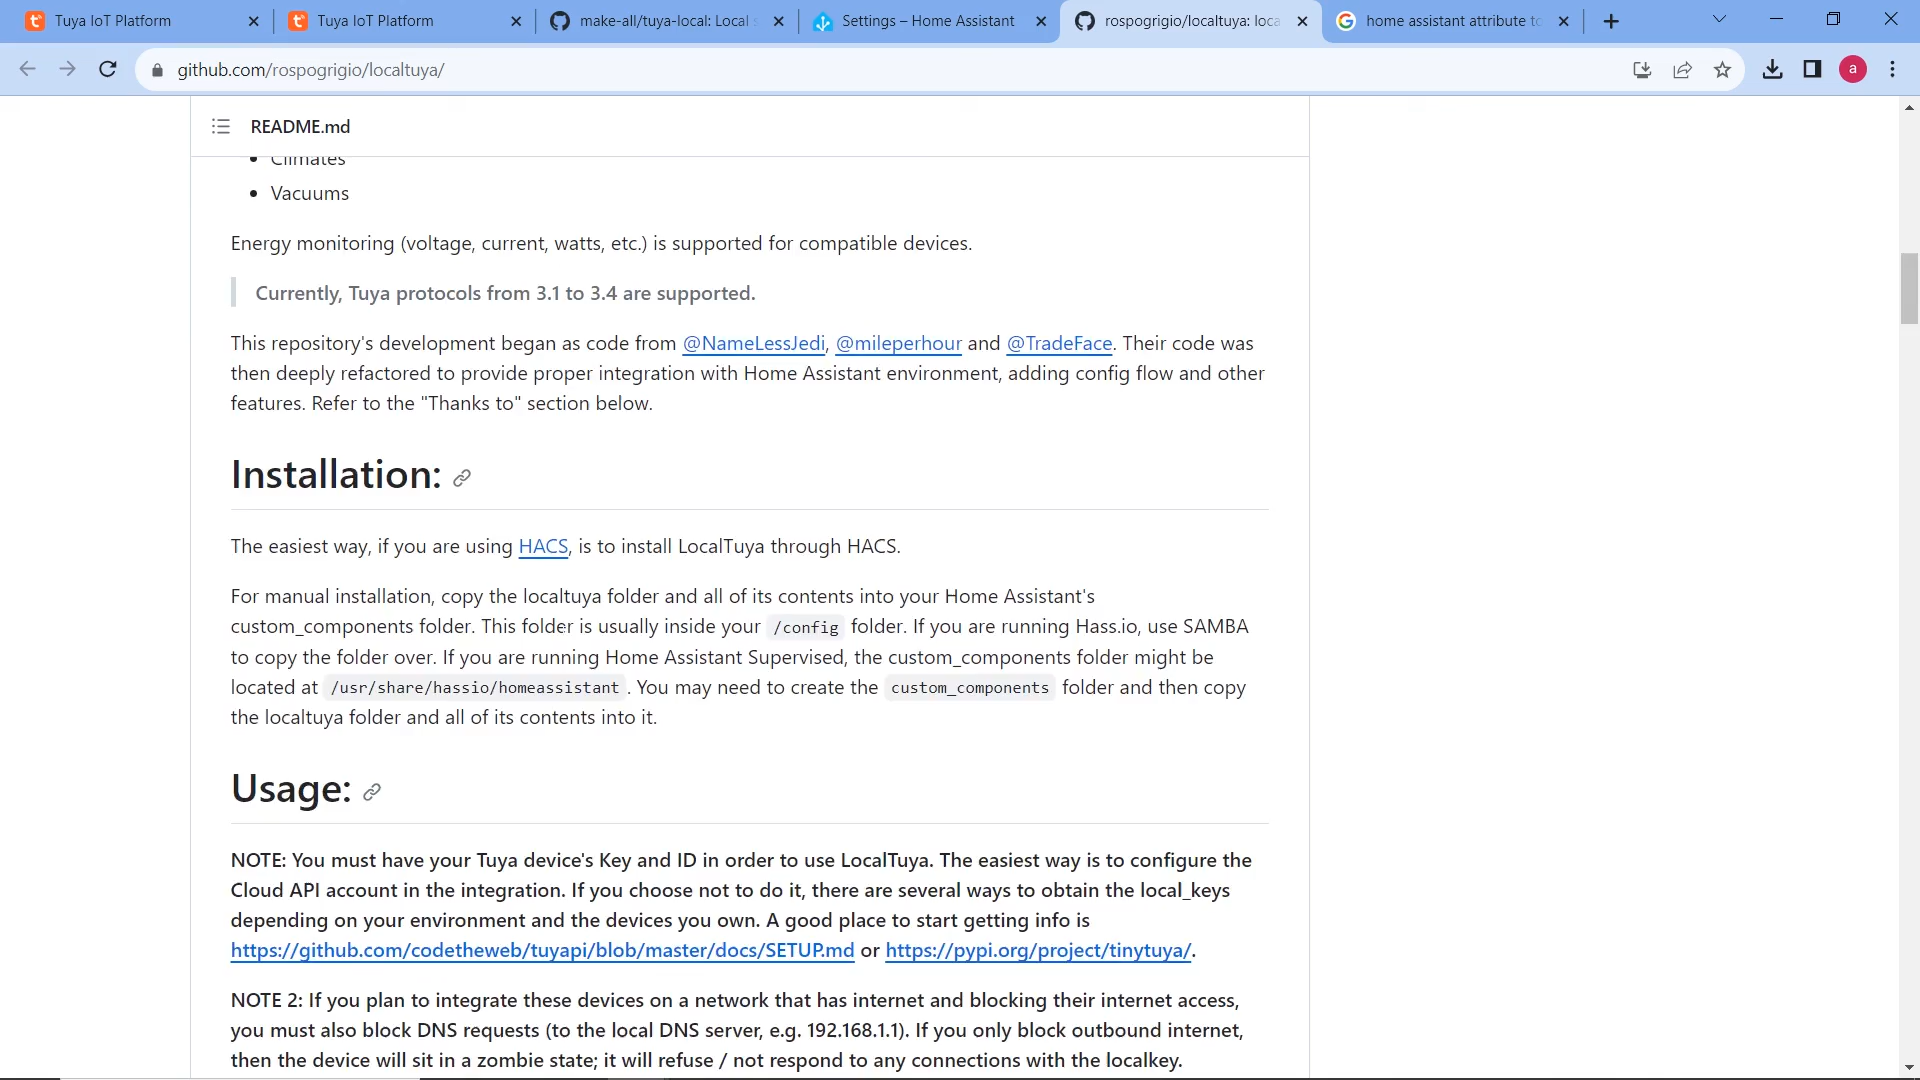 Tuya IoT Platform
Tuya IoT Platform
make-all/tuya-local: Local
Settings – Home Assistant
rospogrigio/localtuya: loca
home assistant attribute to
github.com/rospogrigio/localtuya/
a
README.md
Climates
Vacuums
Energy monitoring (voltage, current, watts, etc.) is supported for compatible devices.
Currently, Tuya protocols from 3.1 to 3.4 are supported.
This repository's development began as code from @NameLessJedi, @mileperhour and @TradeFace. Their code was
then deeply refactored to provide proper integration with Home Assistant environment, adding config flow and other
features. Refer to the "Thanks to" section below.
Installation:
The easiest way, if you are using HACS, is to install LocalTuya through HACS.
For manual installation, copy the localtuya folder and all of its contents into your Home Assistant's
custom_components folder. This folder is usually inside your /config folder. If you are running Hass.io, use SAMBA
to copy the folder over. If you are running Home Assistant Supervised, the custom_components folder might be
located at /usr/share/hassio/homeassistant . You may need to create the custom_components folder and then copy
the localtuya folder and all of its contents into it.
Usage:
NOTE: You must have your Tuya device's Key and ID in order to use LocalTuya. The easiest way is to configure the
Cloud API account in the integration. If you choose not to do it, there are several ways to obtain the local_keys
depending on your environment and the devices you own. A good place to start getting info is
https://github.com/codetheweb/tuyapi/blob/master/docs/SETUP.md or https://pypi.org/project/tinytuya/.
NOTE 2: If you plan to integrate these devices on a network that has internet and blocking their internet access,
you must also block DNS requests (to the local DNS server, e.g. 192.168.1.1). If you only block outbound internet,
then the device will sit in a zombie state; it will refuse / not respond to any connections with the localkey.